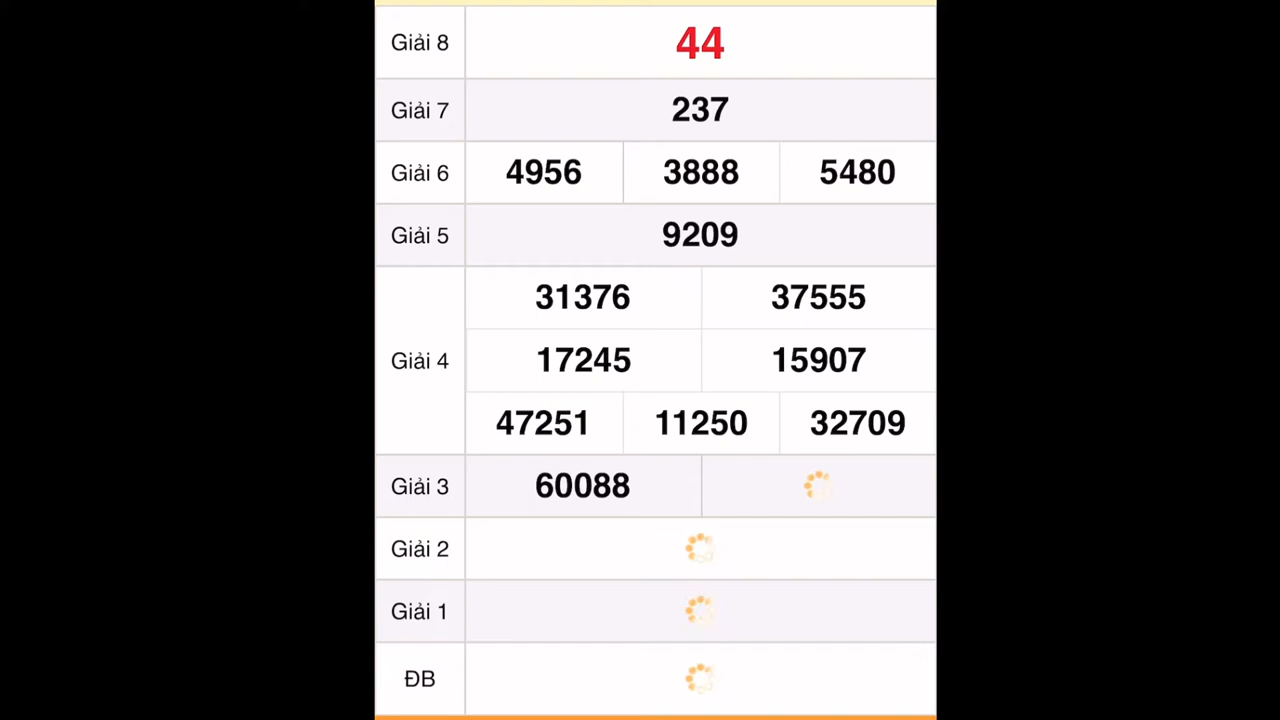 Giải 8 44
Giải 7 237
Giải 6 4956 3888 5480
Giải 5 9209
31376 37555
Giải 4 17245 15907
47251 11250 32709
Giải 3 60088
Giải 2
Giải 1
ĐB